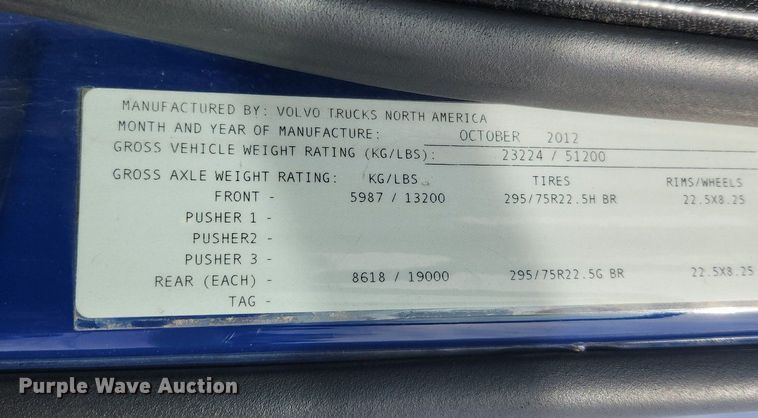 MANUFACTURED BY: VOLVO TRUCKS NORTH AMERICA
MONTH AND YEAR OF MANUFACTURE: OCTOBER 2012
GROSS VEHICLE WEIGHT RATING (KG/LBS): 23224 / 51200
GROSS AXLE WEIGHT RATING: KG/LBS TIRES RIMS/WHEELS
FRONT - 5987 / 13200 295/75R22.5H BR 22.5X8.25
PUSHER 1 -
PUSHER2 -
PUSHER 3 -
REAR (EACH) - 8618 / 19000 295/75R22.5G BR 22.5X8.25
TAG -
Purple Wave Auction